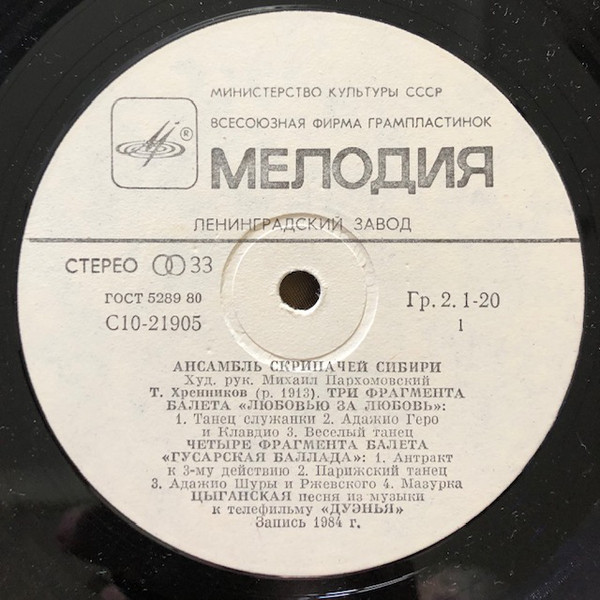 МИНИСТЕРСТВО КУЛЬТУРЫ СССР
ВСЕСОЮЗНАЯ ФИРМА ГРАМПЛАСТИНОК
®
МЕЛОДИЯ
ЛЕНИНГРАДСКИЙ ЗАВОД
СТЕРЕО 33
ГОСТ 5289 80
Гр. 2. 1-20
С10-21905
1
АНСАМБЛЬ СКРИПАЧЕЙ СИБИРИ
Худ. рук. Михаил Пархомовский
Т. Хренников (р. 1913). ТРИ ФРАГМЕНТА
БАЛЕТА «ЛЮБОВЬЮ ЗА ЛЮБОВЬ»:
1. Танец служанки 2. Адажио Геро
и Клавдио 3. Веселый танец
ЧЕТЫРЕ ФРАГМЕНТА БАЛЕТА
«ГУСАРСКАЯ БАЛЛАДА»: 1. Антракт
к 3-му действию 2. Парижский танец
3. Адажио Шуры и Ржевского 4. Мазурка
ЦЫГАНСКАЯ песня из музыки
к телефильму «ДУЭНЬЯ»
Запись 1984 г.